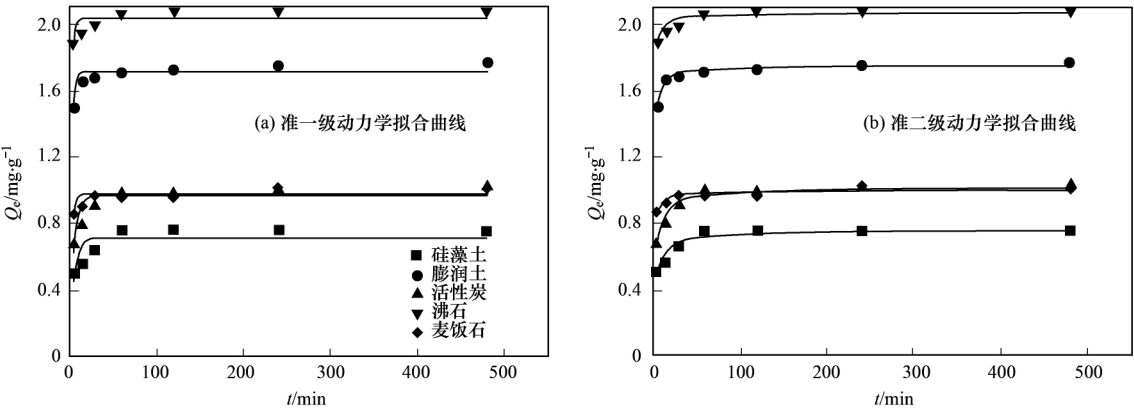 2.0
1.6
1.2
0.8
0.4
0
Qe/mg·g⁻¹
(a) 准一级动力学拟合曲线
硅藻土
膨润土
活性炭
沸石
麦饭石
0 100 200 300 400 500
t/min
2.0
1.6
1.2
0.8
0.4
0
Qe/mg·g⁻¹
(b) 准二级动力学拟合曲线
0 100 200 300 400 500
t/min